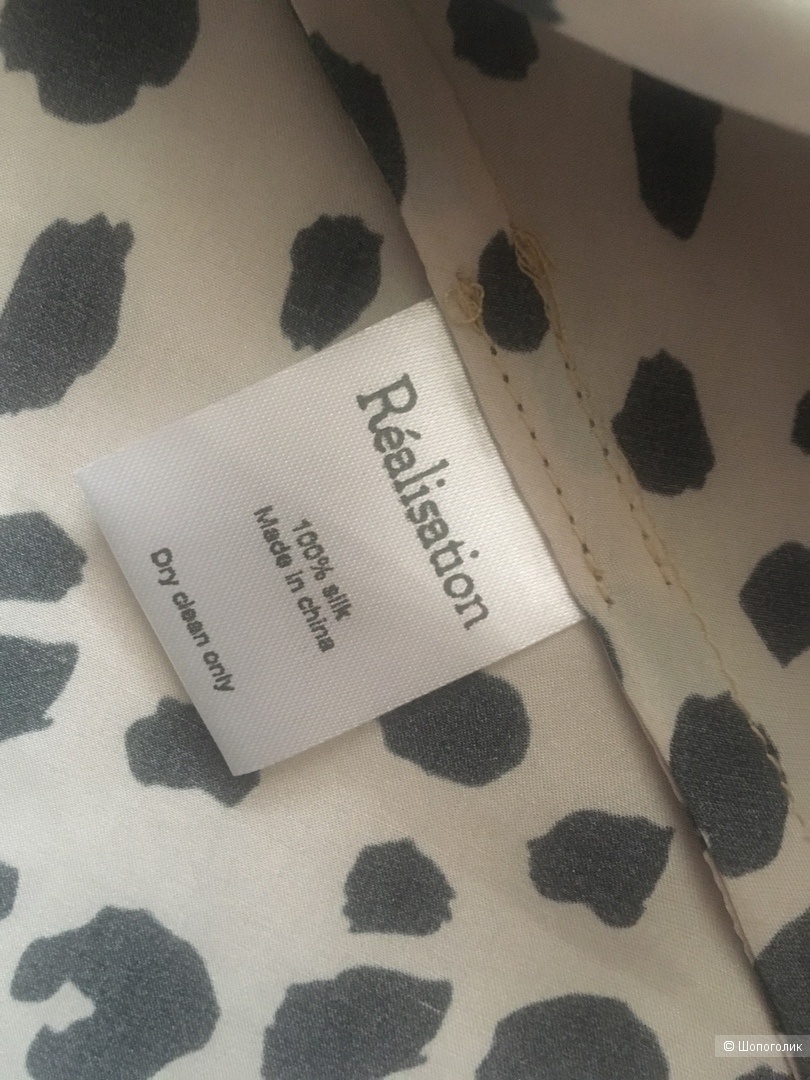 Réalisation
100% silk
Made in china
Dry clean only
© Шопоголик